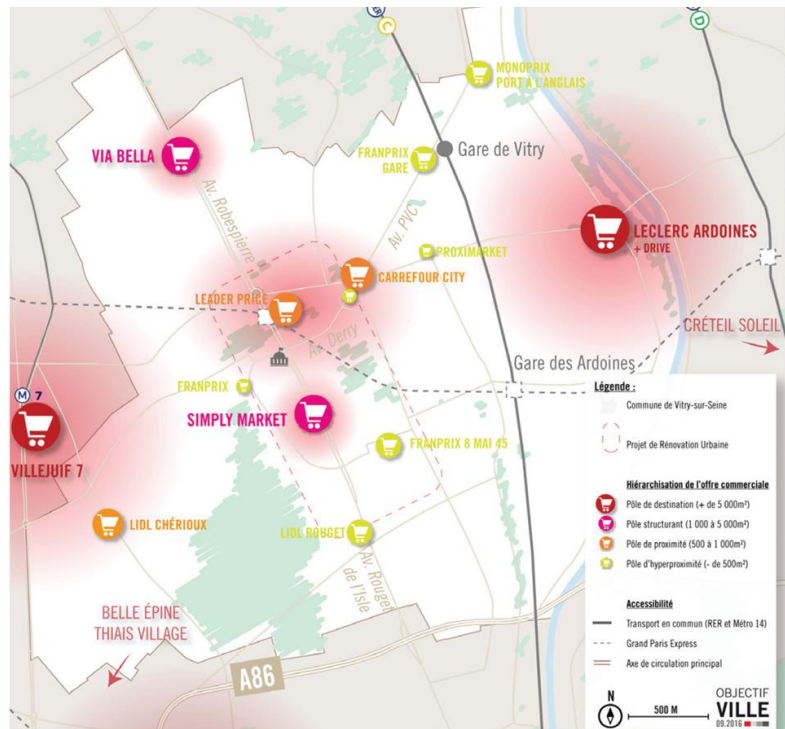 C
D
MONOPRIX
PORT À L'ANGLAIS
VIA BELLA
FRANPRIX
GARE
Gare de Vitry
Av. Robespierre
Av. PVC
LECLERC ARDOINES
+ DRIVE
PROXIMARKET
CARREFOUR CITY
LEADER PRICE
Av. Derry
CRÉTEIL SOLEIL
Gare des Ardoines
FRANPRIX
M 7
SIMPLY MARKET
VILLEJUIF 7
FRANPRIX 8 MAI 45
LIDL CHÉRIOUX
LIDL ROUGET
Av. Rouget
de l'Isle
BELLE ÉPINE
THIAIS VILLAGE
A86
Légende :
Commune de Vitry-sur-Seine
Projet de Rénovation Urbaine
Hiérarchisation de l'offre commerciale
Pôle de destination (+ de 5 000m²)
Pôle structurant (1 000 à 5 000m²)
Pôle de proximité (500 à 1 000m²)
Pôle d'hyperproximité (- de 500m²)
Accessibilité
Transport en commun (RER et Métro 14)
Grand Paris Express
Axe de circulation principal
N
500 M
OBJECTIF
VILLE
09.2016